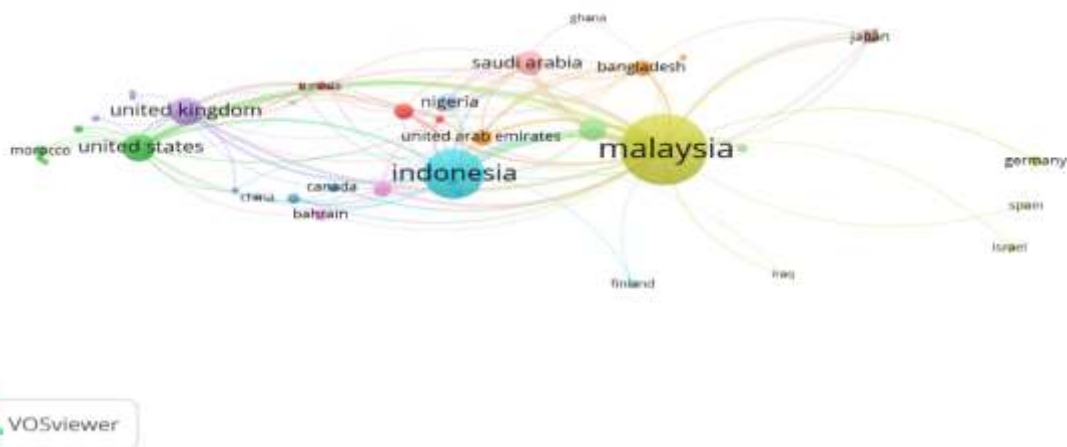 ghana
japan
saudi arabia
bangladesh
united kingdom
nigeria
united arab emirates
morocco
united states
malaysia
germany
indonesia
canada
china
bahrain
spain
israel
iraq
finland
VOSviewer